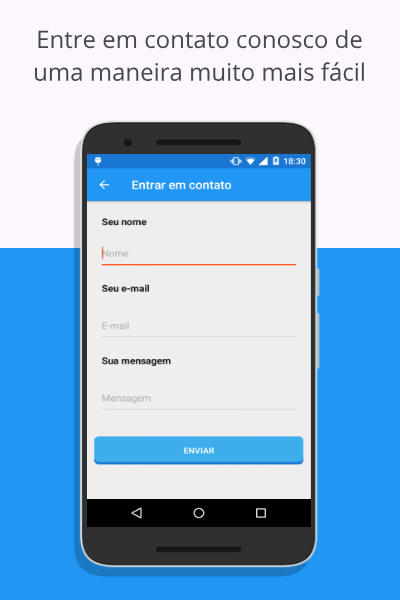 Entre em contato conosco de
uma maneira muito mais fácil
18:30
Entrar em contato
Seu nome
Nome
Seu e-mail
E-mail
Sua mensagem
Mensagem
ENVIAR